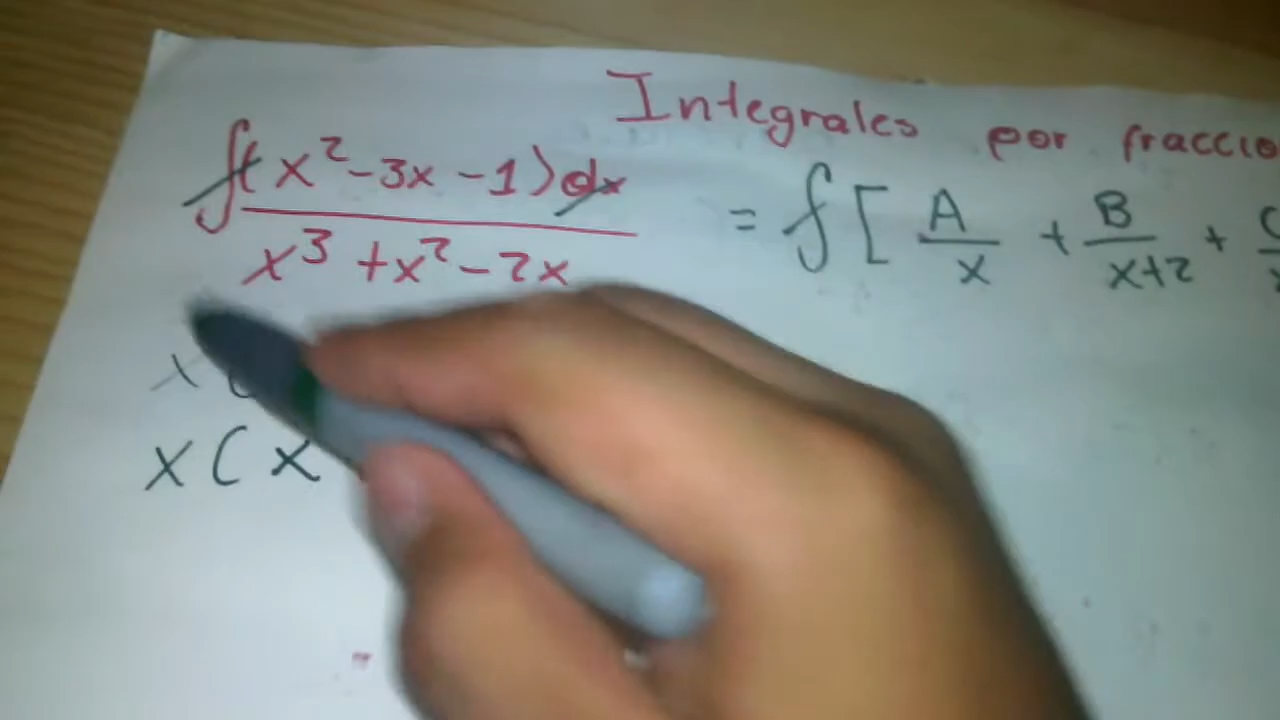 Integrales por fraccio
∫(x²-3x-1)dx
x³+x²-2x
= ∫[ A/x + B/x+2 + C
x(
x(x